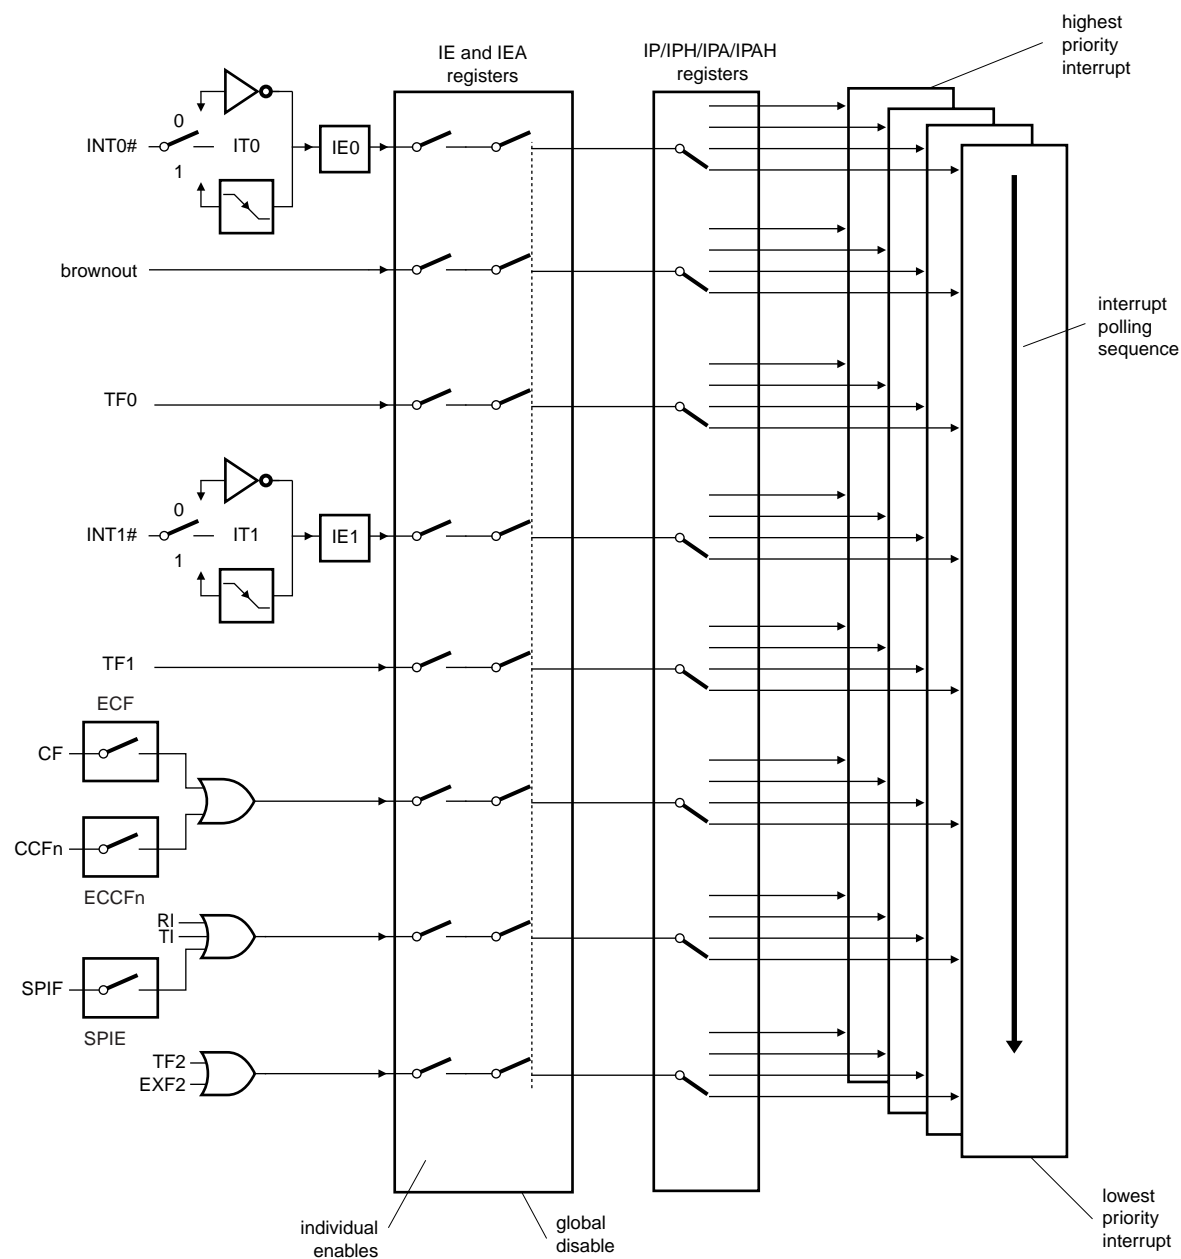 highest
priority
interrupt
IE and IEA
registers
IP/IPH/IPA/IPAH
registers
0
INT0#
IT0
IE0
1
brownout
interrupt
polling
sequence
TF0
0
INT1#
IT1
IE1
1
TF1
ECF
CF
CCFn
ECCFn
RI
TI
SPIF
SPIE
TF2
EXF2
individual
enables
global
disable
lowest
priority
interrupt